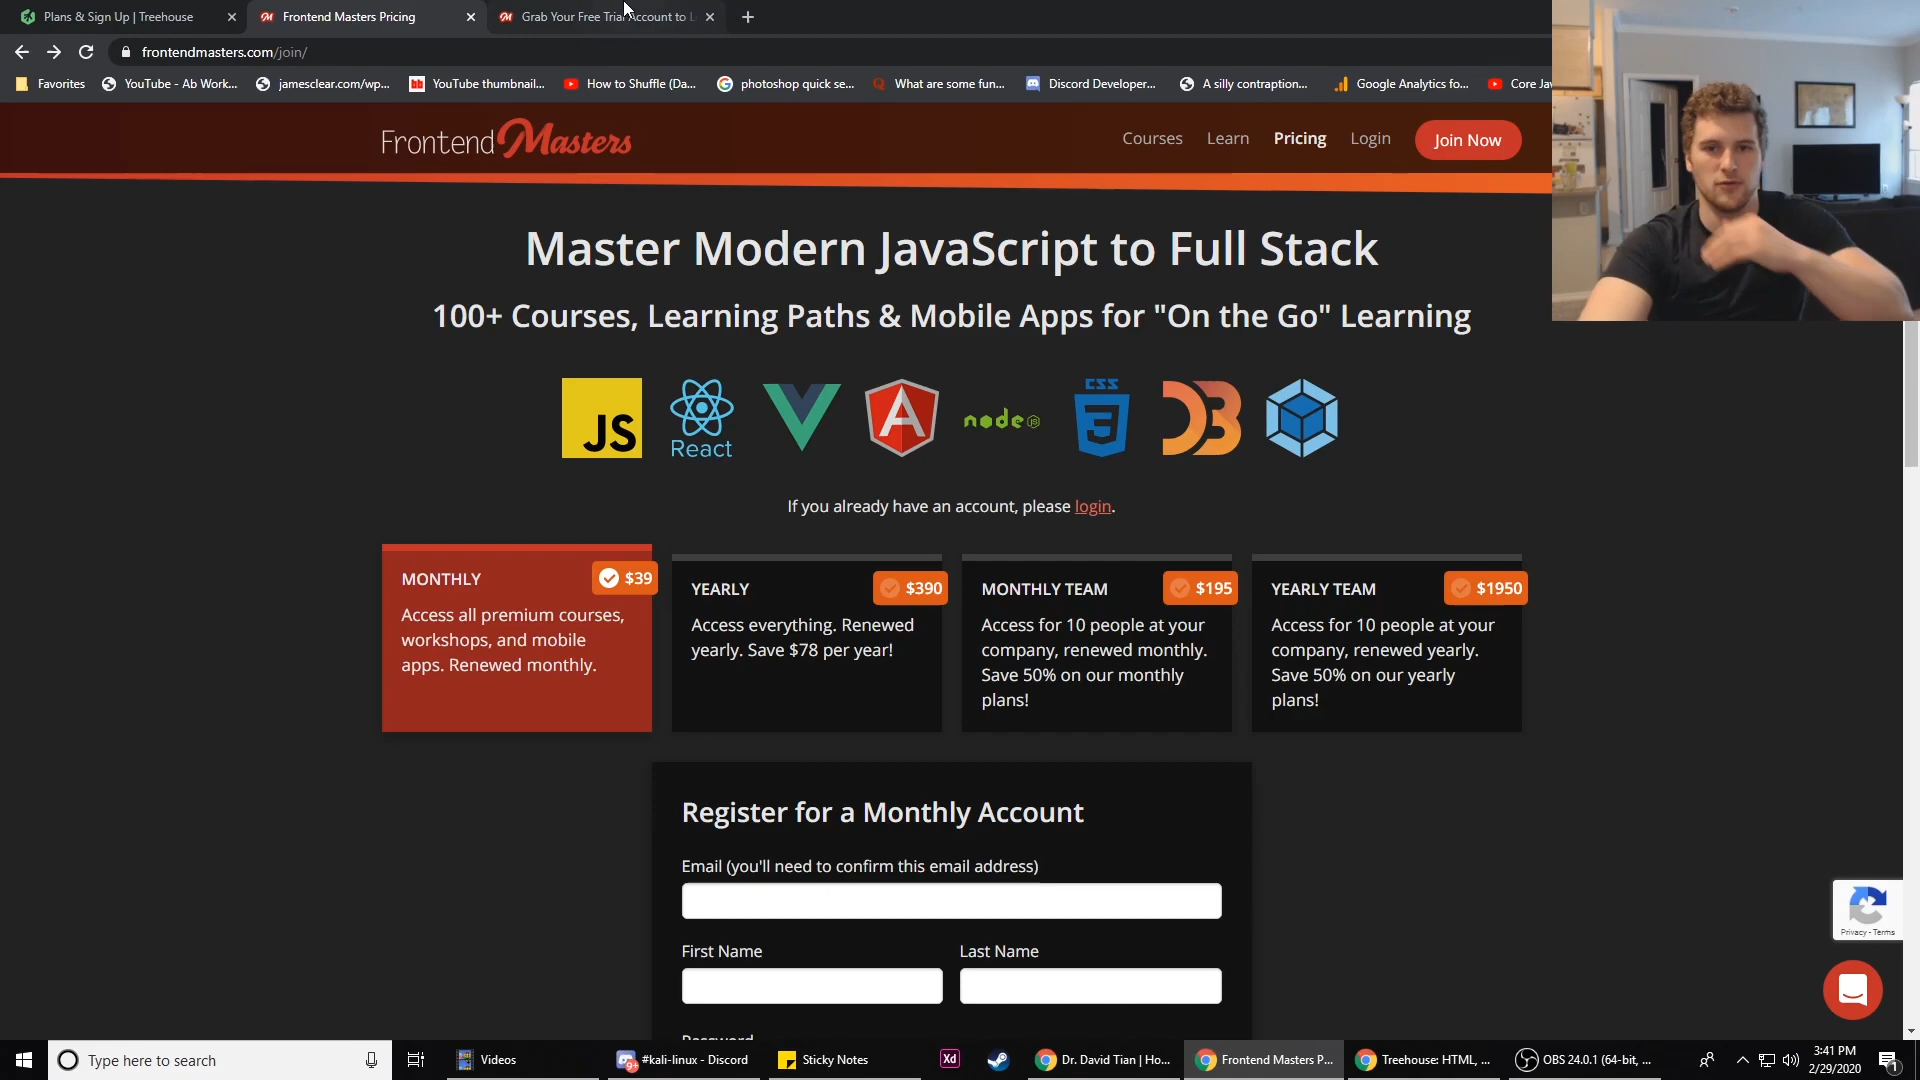 Plans & Sign Up | Treehouse
Frontend Masters Pricing
Grab Your Free Trial Account to L
frontendmasters.com/join/
Favorites
YouTube - Ab Work...
jamesclear.com/wp...
YouTube thumbnail...
How to Shuffle (Da...
photoshop quick se...
What are some fun...
Discord Developer...
A silly contraption...
Google Analytics fo...
Core Jav
Frontend Masters
Courses
Learn
Pricing
Login
Join Now
Master Modern JavaScript to Full Stack
100+ Courses, Learning Paths & Mobile Apps for "On the Go" Learning
JS
React
A
node JS
CSS
3
If you already have an account, please login.
MONTHLY
$39
Access all premium courses,
workshops, and mobile
apps. Renewed monthly.
YEARLY
$390
Access everything. Renewed
yearly. Save $78 per year!
MONTHLY TEAM
$195
Access for 10 people at your
company, renewed monthly.
Save 50% on our monthly
plans!
YEARLY TEAM
$1950
Access for 10 people at your
company, renewed yearly.
Save 50% on our yearly
plans!
Register for a Monthly Account
Email (you'll need to confirm this email address)
First Name
Last Name
Password
Privacy - Terms
Type here to search
Videos
9+
#kali-linux - Discord
Sticky Notes
Xd
Dr. David Tian | Ho...
Frontend Masters P...
Treehouse: HTML, ...
OBS 24.0.1 (64-bit, ...
3:41 PM
2/29/2020
1